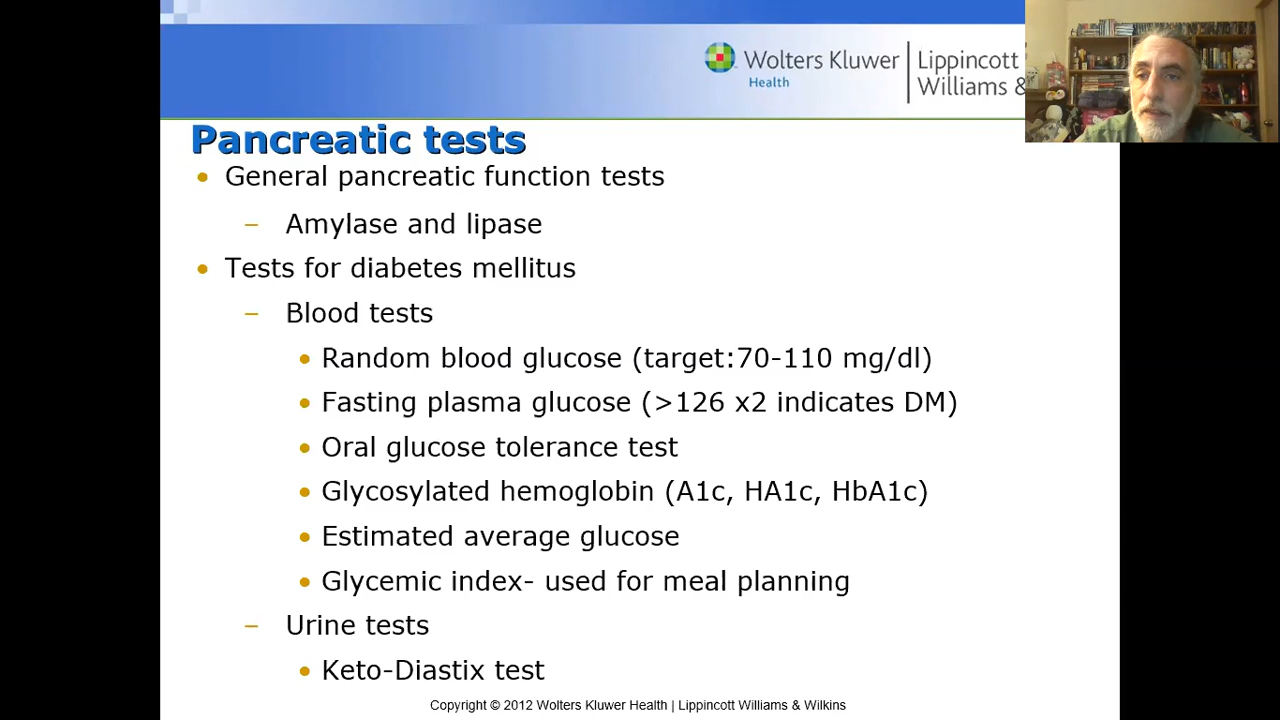 Wolters Kluwer
Health
Lippincott
Williams &
Pancreatic tests
• General pancreatic function tests
– Amylase and lipase
• Tests for diabetes mellitus
– Blood tests
• Random blood glucose (target:70-110 mg/dl)
• Fasting plasma glucose (>126 x2 indicates DM)
• Oral glucose tolerance test
• Glycosylated hemoglobin (A1c, HA1c, HbA1c)
• Estimated average glucose
• Glycemic index- used for meal planning
– Urine tests
• Keto-Diastix test
Copyright © 2012 Wolters Kluwer Health | Lippincott Williams & Wilkins